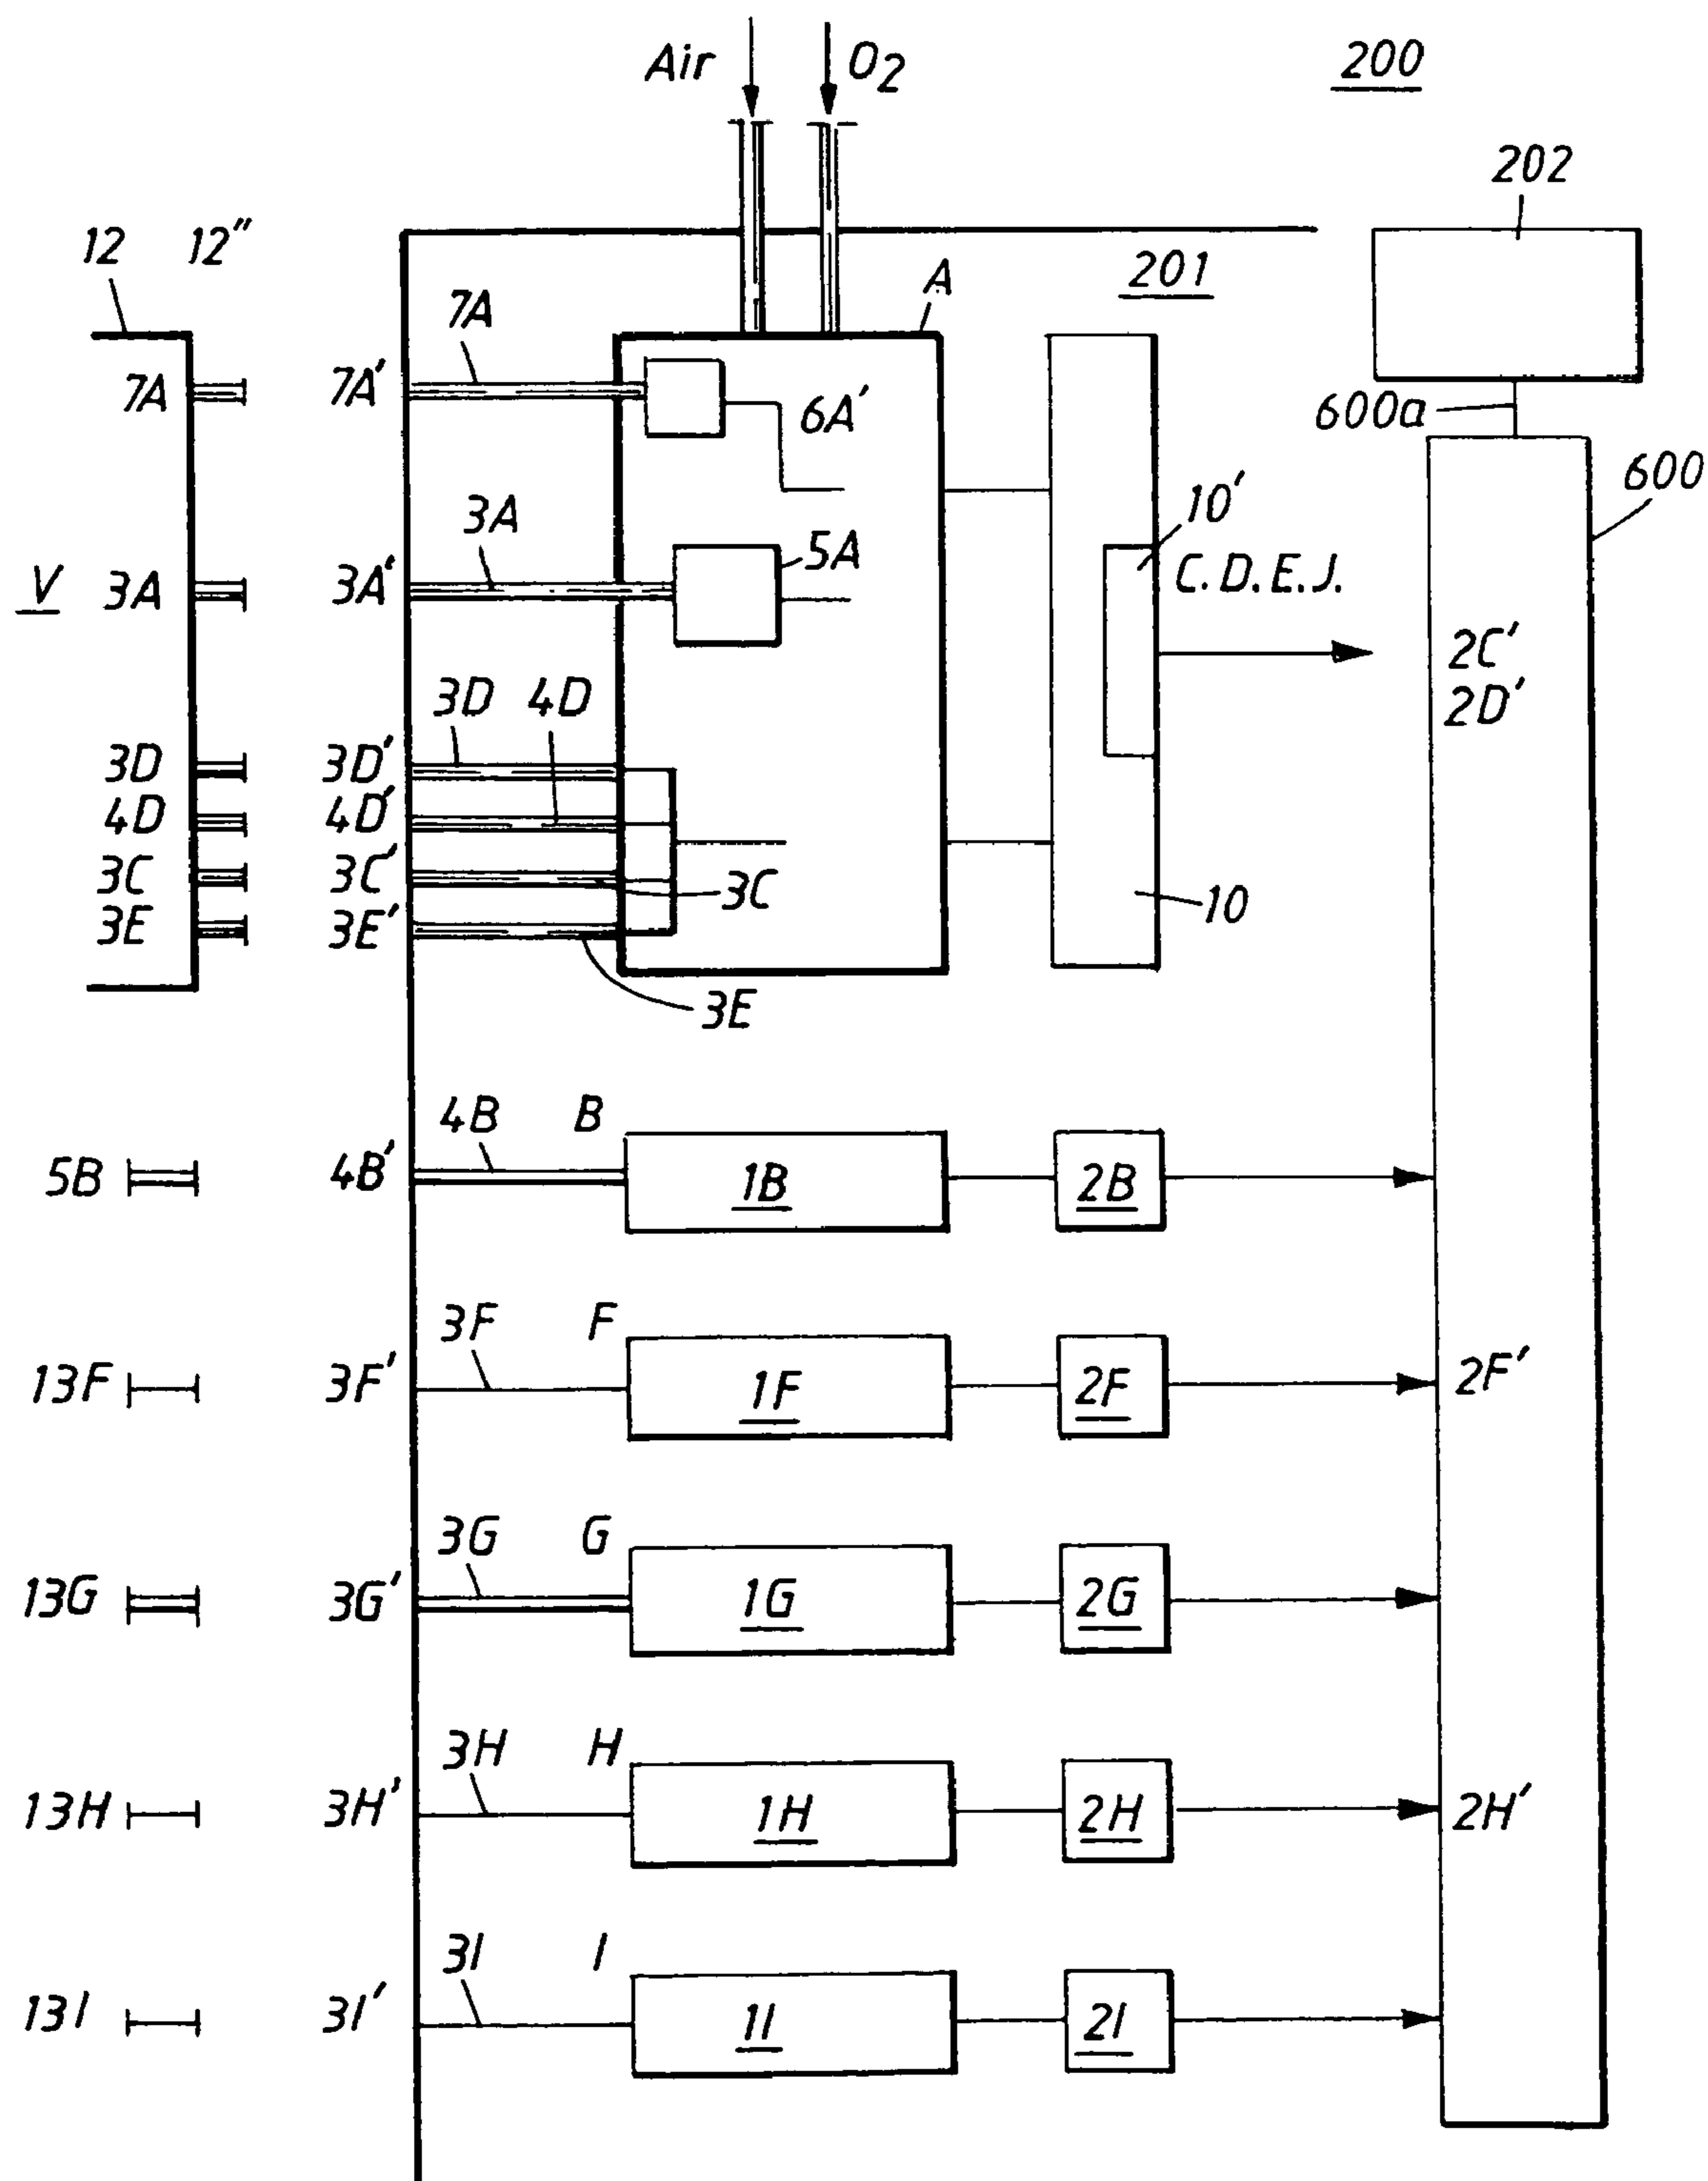 Air O2 200
202
12 12" 201
A
7A
7A 7A' 6A' 600a
600
3A 10'
5A C.D.E.J.
V 3A 3A'
2C'
3D 4D 2D'
3D 3D'
4D 4D'
3C 3C' 3C 10
3E 3E'
3E
4B B
5B 4B' 1B 2B
3F F
13F 3F' 1F 2F 2F'
3G G
13G 3G' 1G 2G
3H H
13H 3H' 1H 2H 2H'
3I I
13I 3I' 1I 2I